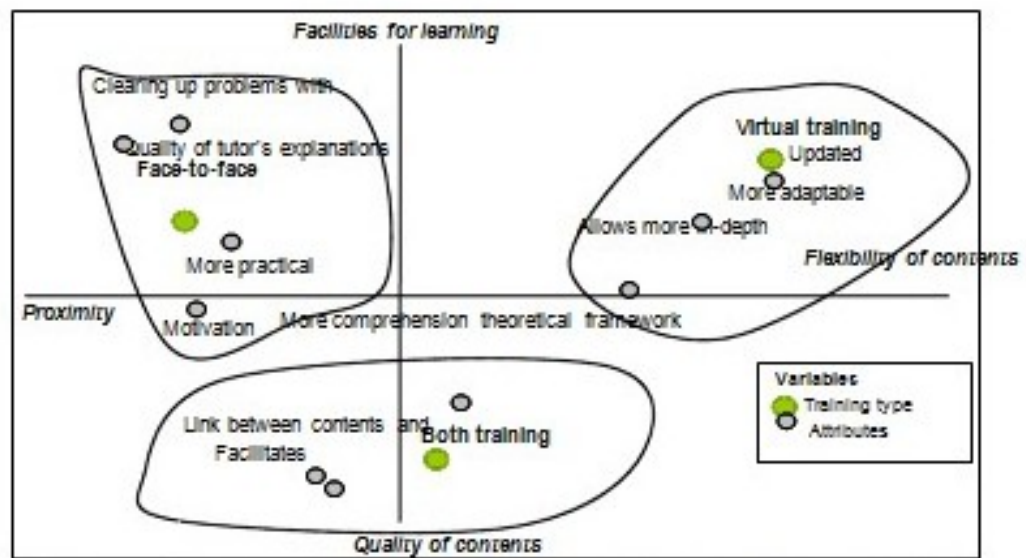 Facilities for learning
Clearing up problems with
Quality of tutor's explanations
Face-to-face
More practical
Motivation
Proximity
Virtual training
Updated
More adaptable
Allows more in-depth
Flexibility of contents
More comprehension theoretical framework
Link between contents and
Facilitates
Both training
Quality of contents
Variables
Training type
Attributes